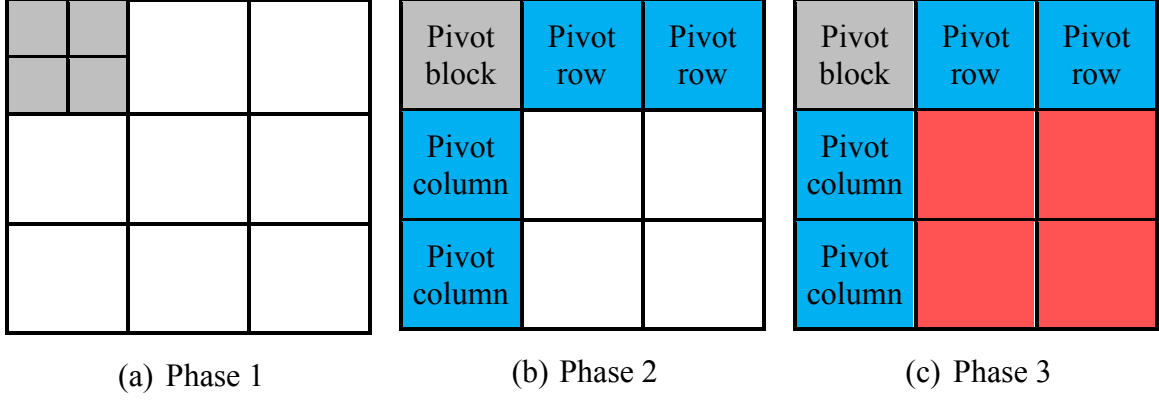 Pivot
block
Pivot
row
Pivot
row
Pivot
column
Pivot
column
Pivot
block
Pivot
row
Pivot
row
Pivot
column
Pivot
column
(a) Phase 1
(b) Phase 2
(c) Phase 3